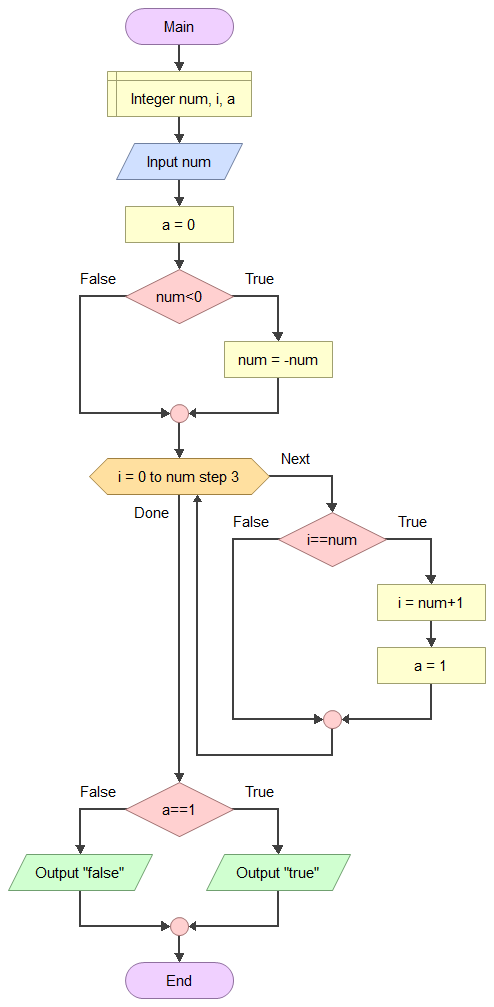 Main
Integer num, i, a
Input num
a = 0
False
True
num<0
num = -num
i = 0 to num step 3
Next
Done
False
True
i==num
i = num+1
a = 1
False
True
a==1
Output "false"
Output "true"
End